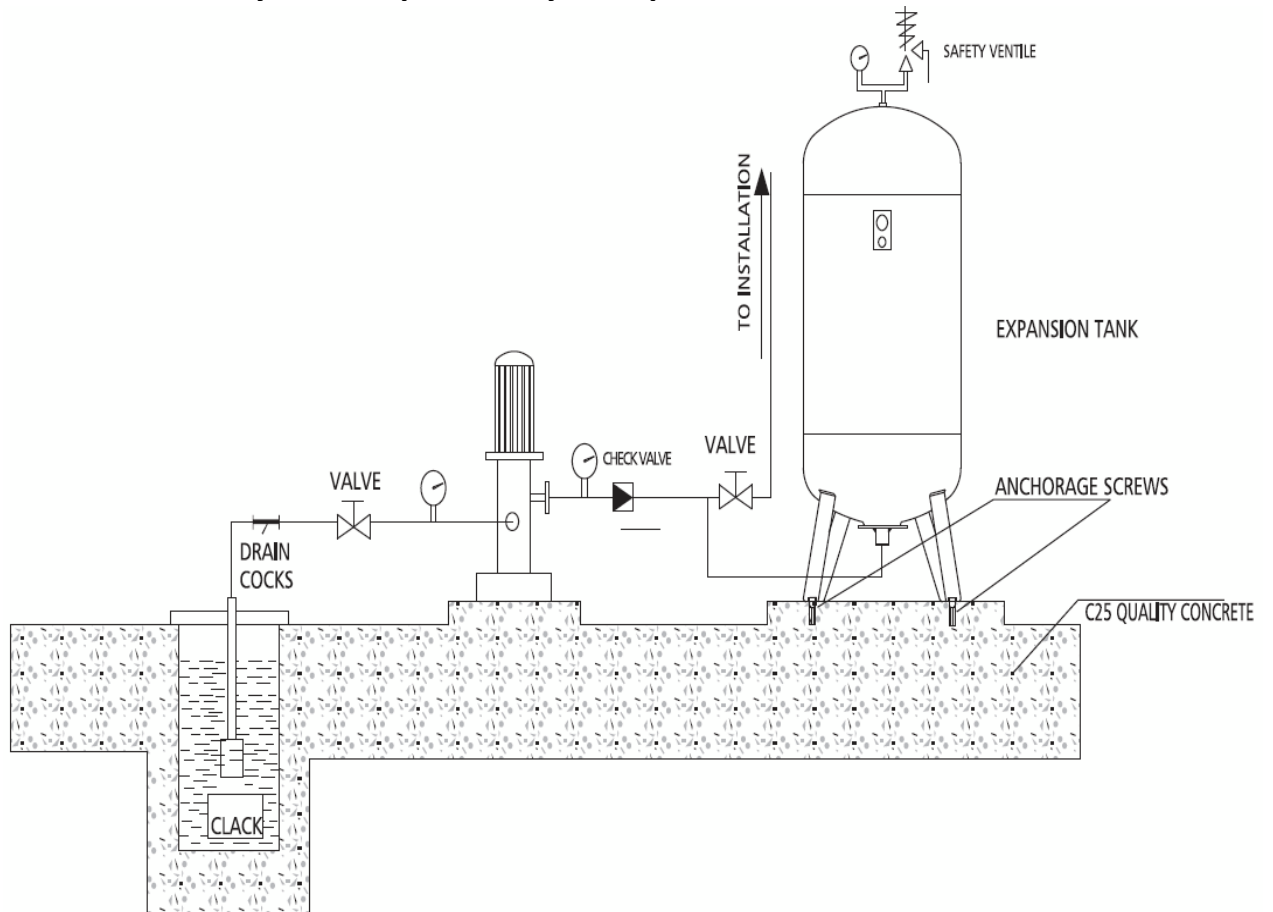 SAFETY VENTILE
TO INSTALLATION
EXPANSION TANK
VALVE
CHECK VALVE
VALVE
ANCHORAGE SCREWS
DRAIN
COCKS
C25 QUALITY CONCRETE
CLACK